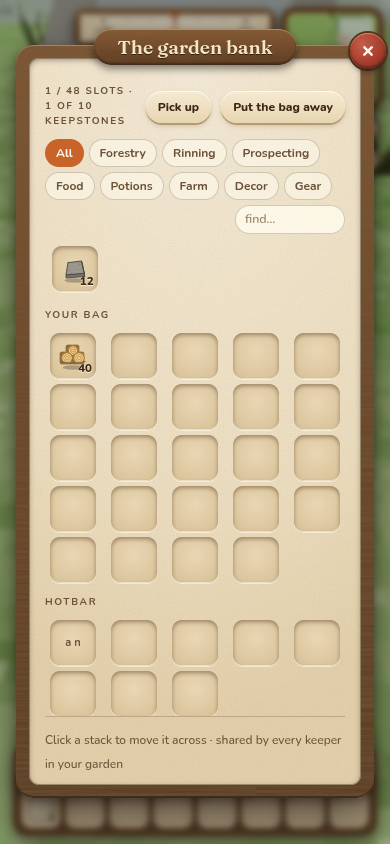 The garden bank
1 / 48 SLOTS ·
1 OF 10
KEEPSTONES
Pick up
Put the bag away
All
Forestry
Rinning
Prospecting
Food
Potions
Farm
Decor
Gear
find...
12
YOUR BAG
40
HOTBAR
a n
Click a stack to move it across · shared by every keeper
in your garden